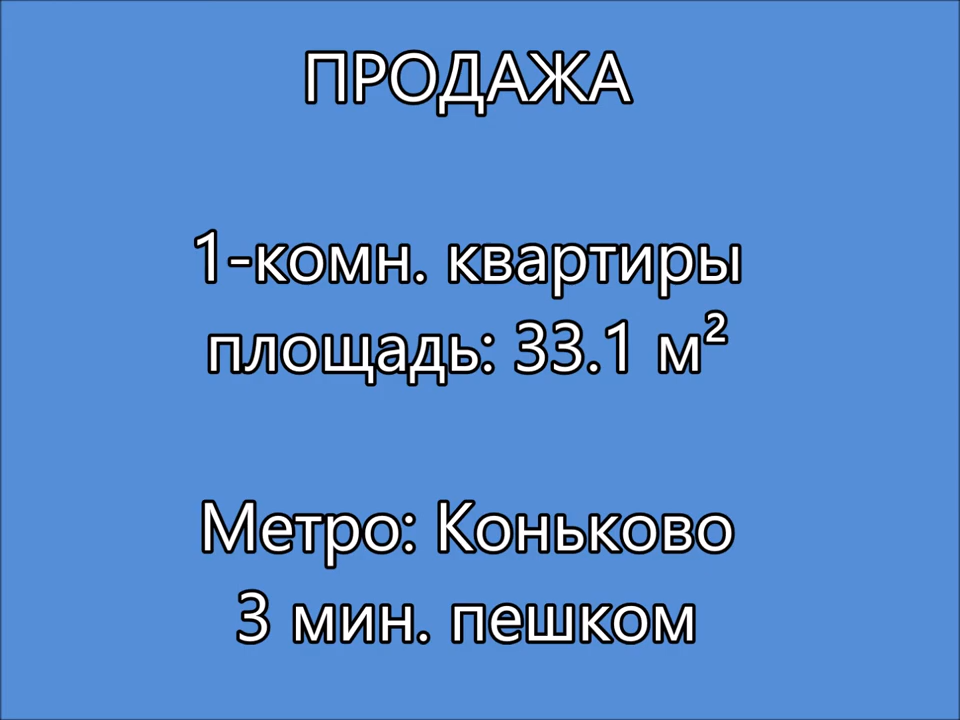 ПРОДАЖА
1-комн. квартиры
площадь: 33.1 м²
Метро: Коньково
3 мин. пешком